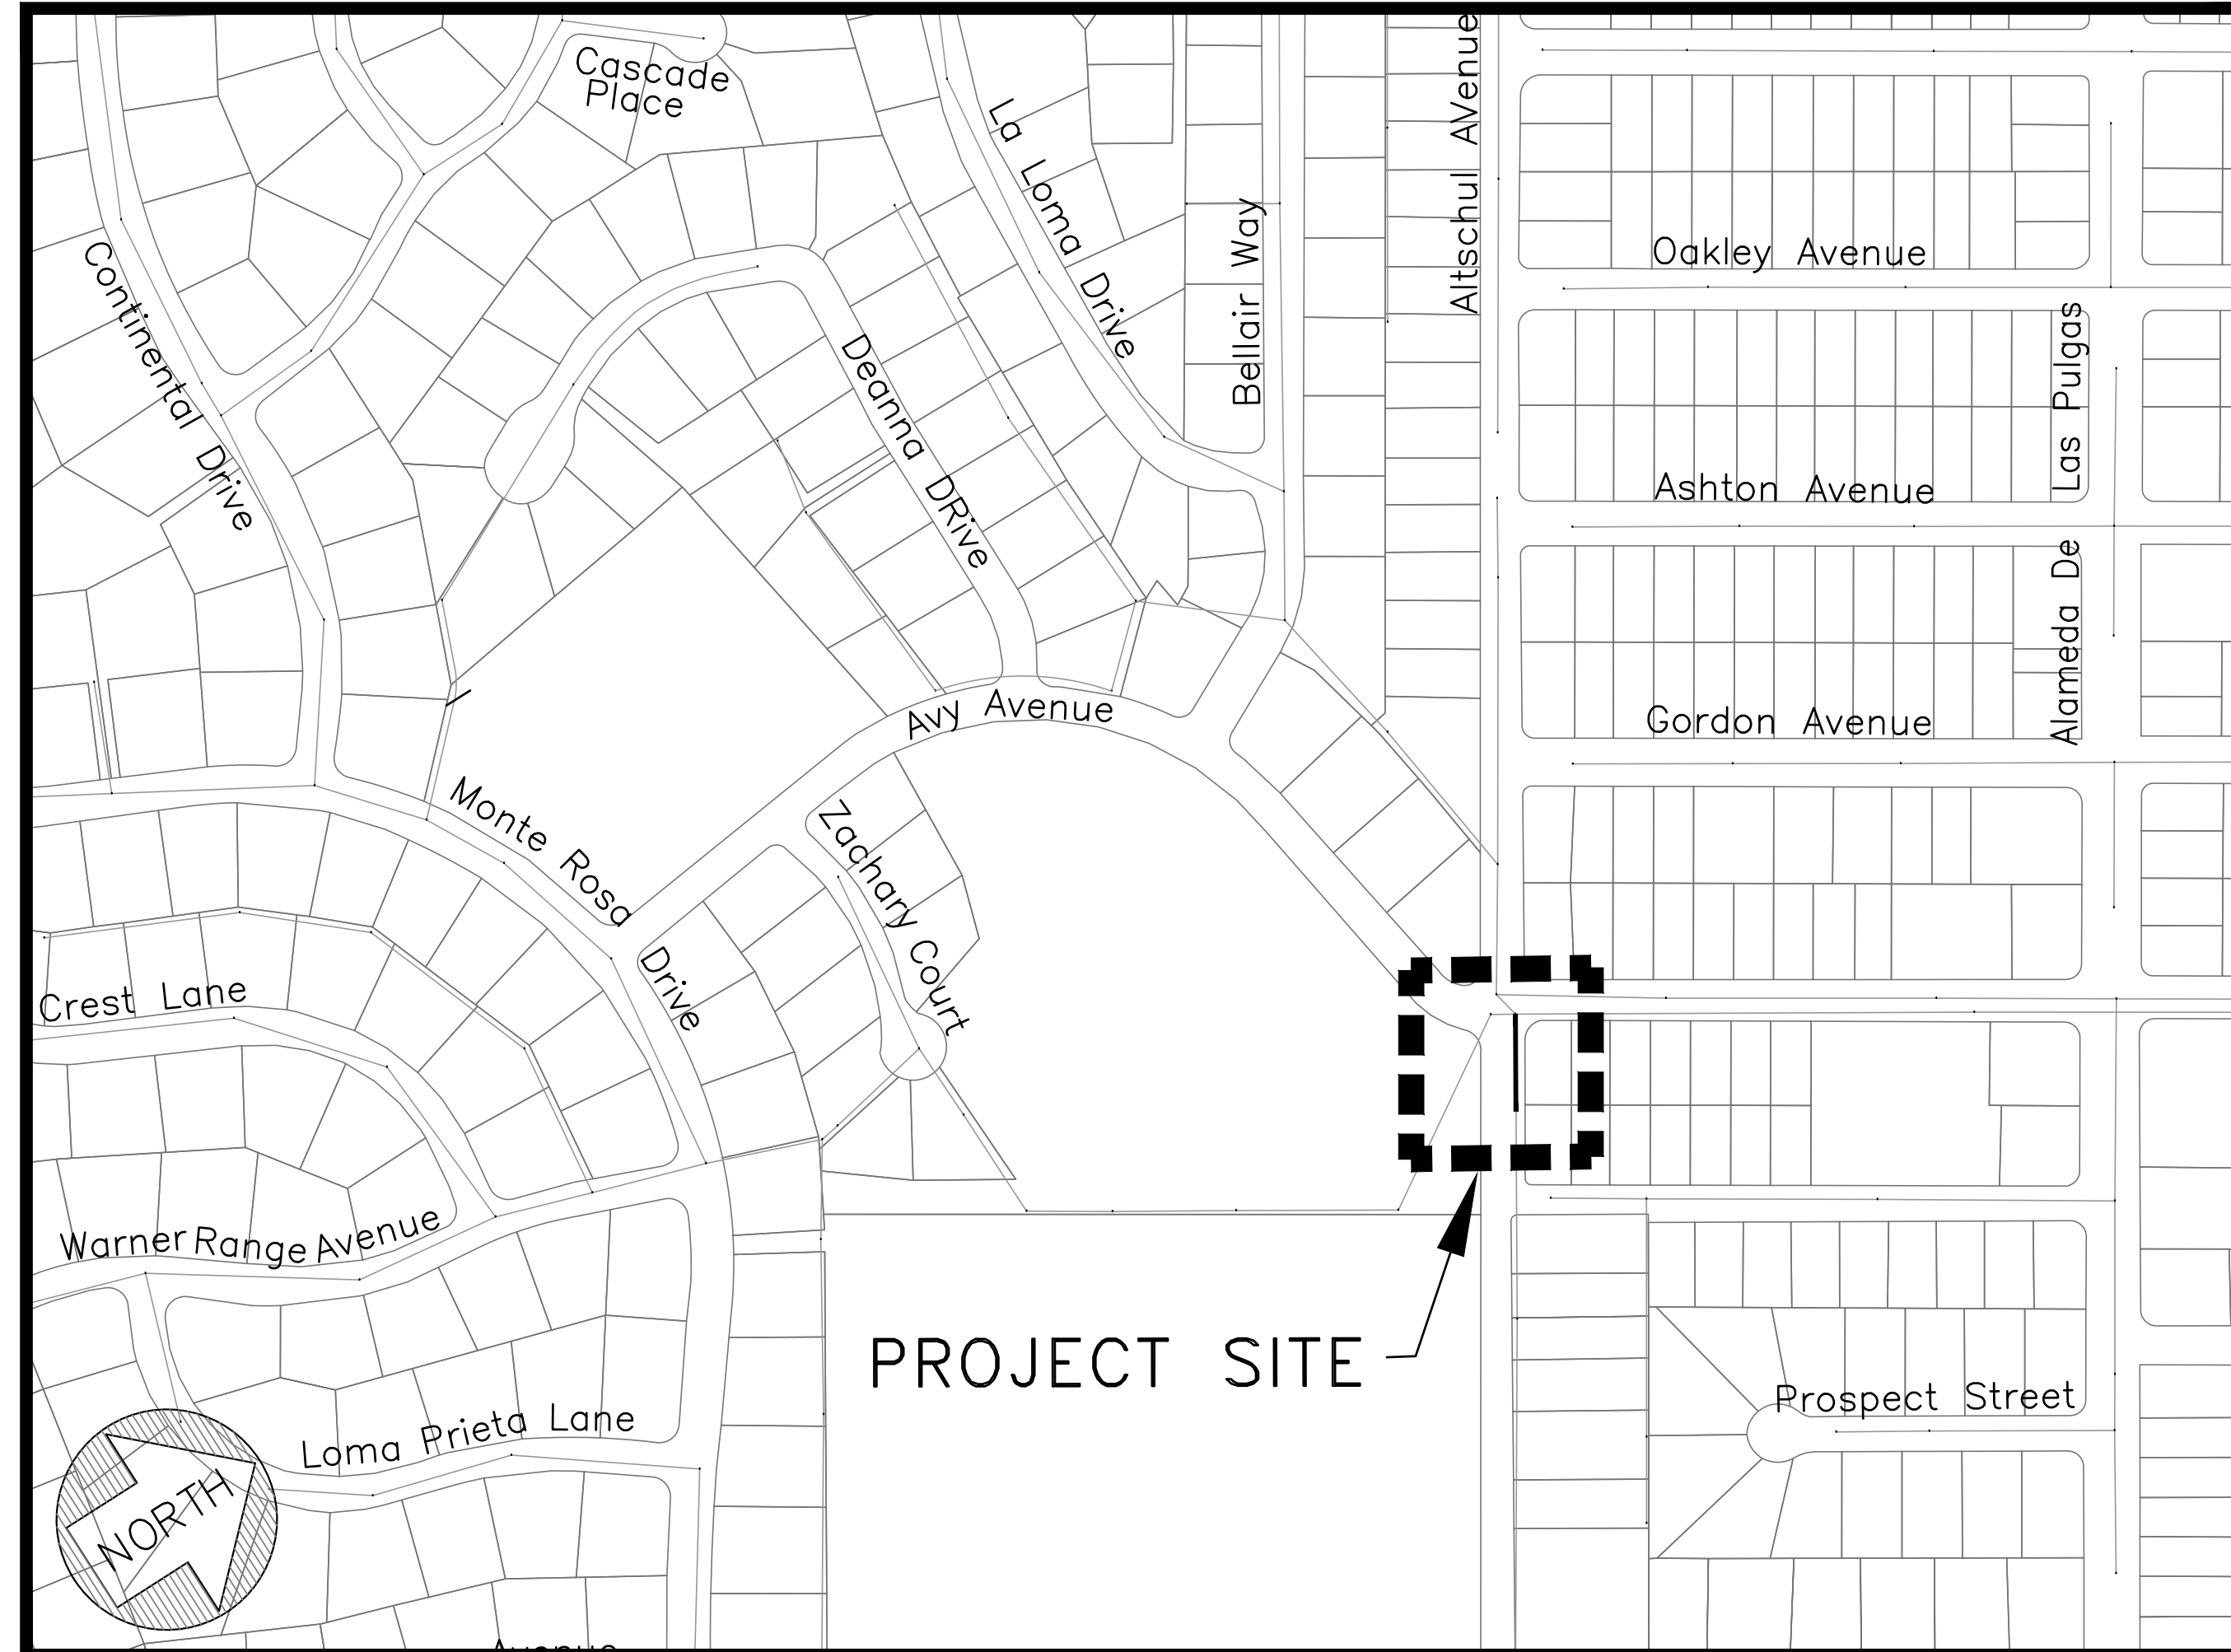 Cascade
Place
La Loma Drive
Altschul AVenue
Bellair Way
Oakley Avenue
Continental Drive
Deanna DRive
Las Pulgas
Ashton Avenue
Alameda De
Avy Avenue
Gordon Avenue
Monte Rosa
Drive
Zachary Court
Crest Lane
Warner Range Avenue
PROJECT SITE
Prospect Street
Loma Prieta Lane
NORTH
Avenue